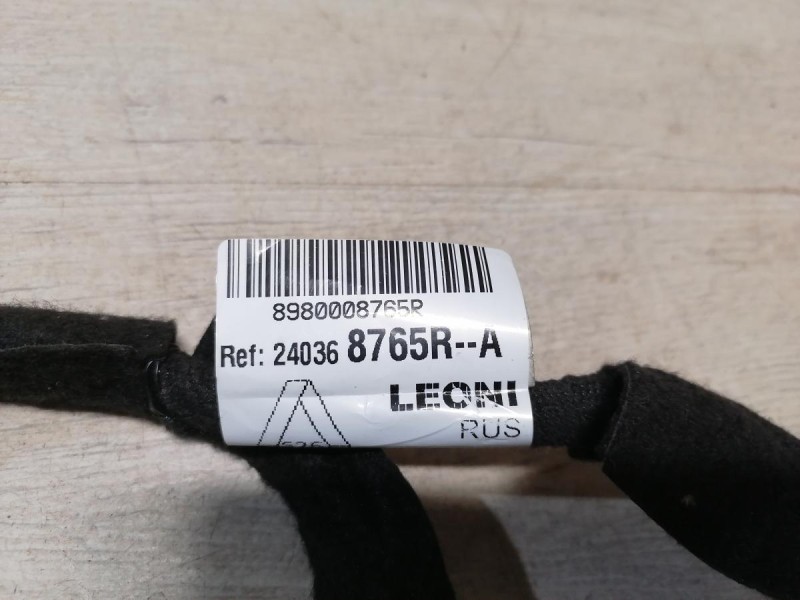 8980008765R
Ref: 24036 8765R--A
LEONI
RUS